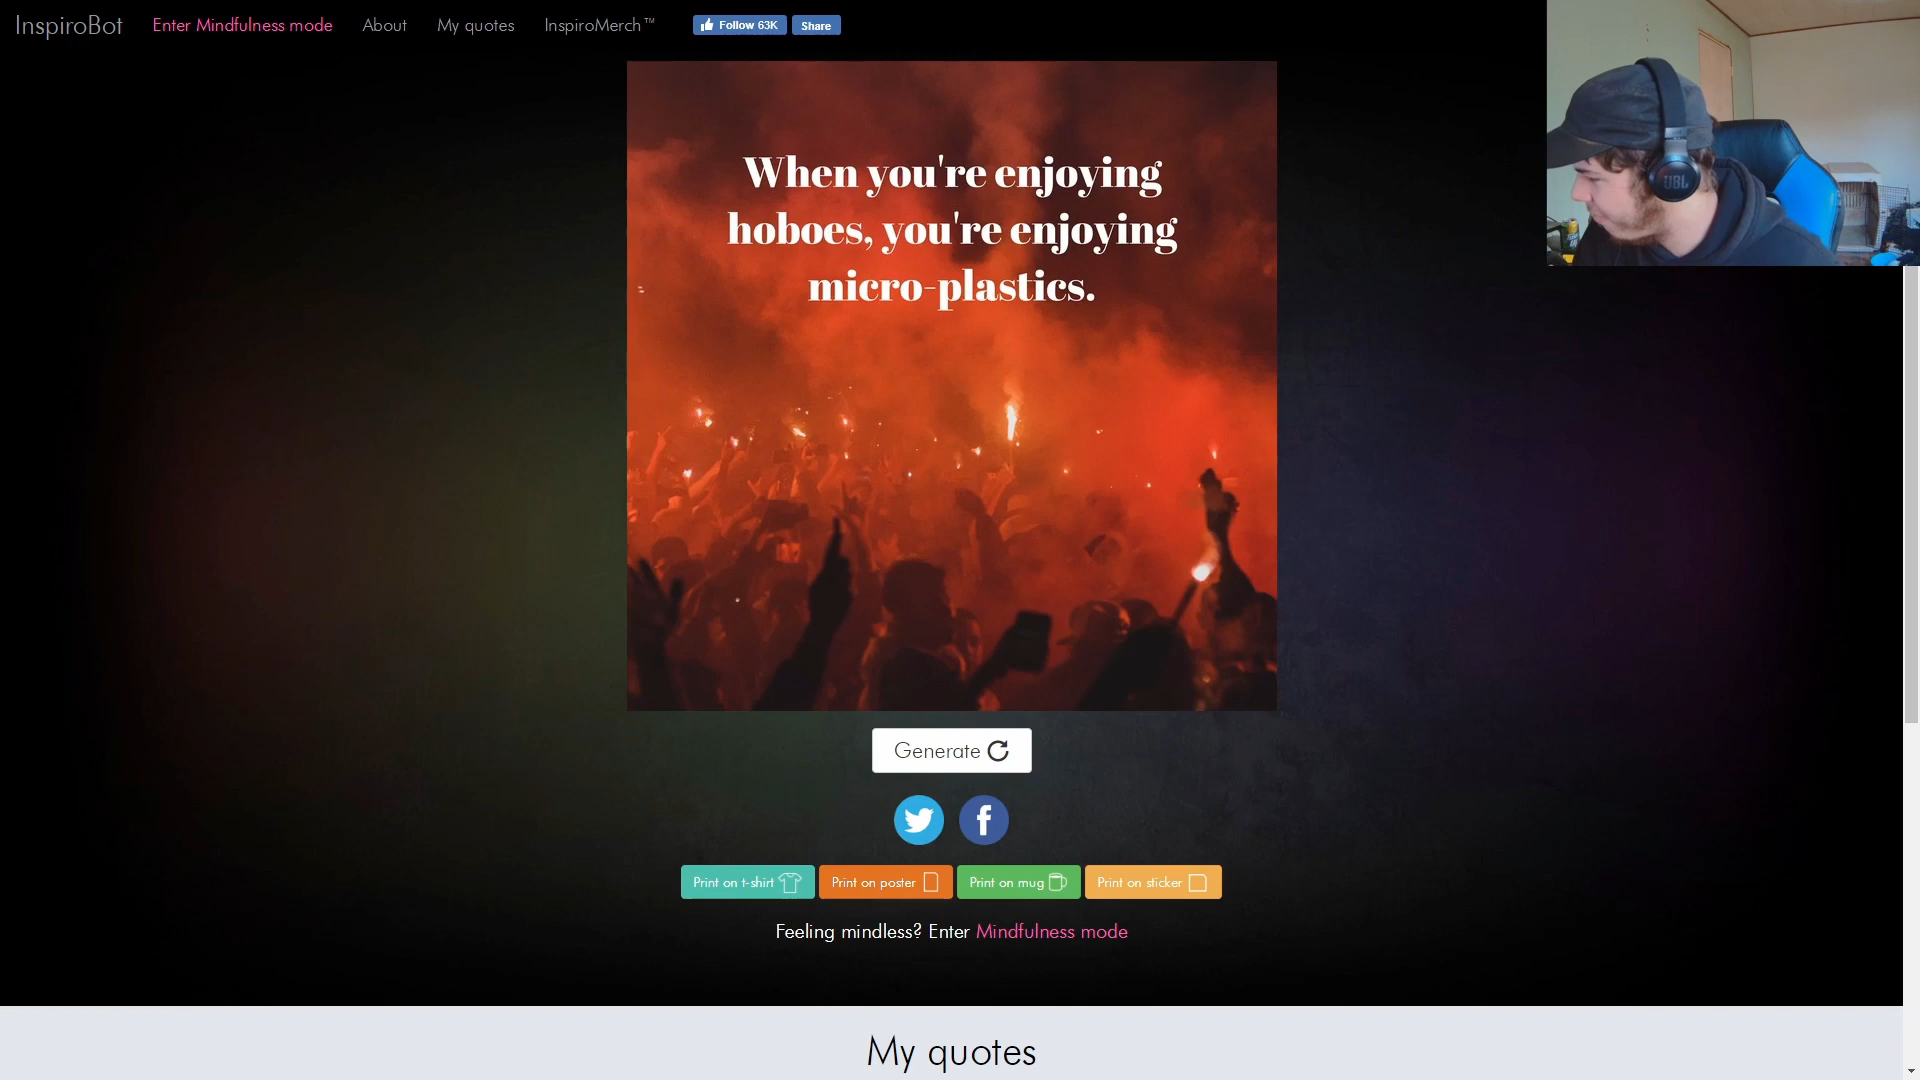 InspiroBot Enter Mindfulness mode About My quotes InspiroMerch™ Follow 63K Share
JBL
When you're enjoying
hoboes, you're enjoying
micro-plastics.
Generate
Print on t-shirt Print on poster Print on mug Print on sticker
Feeling mindless? Enter Mindfulness mode
My quotes